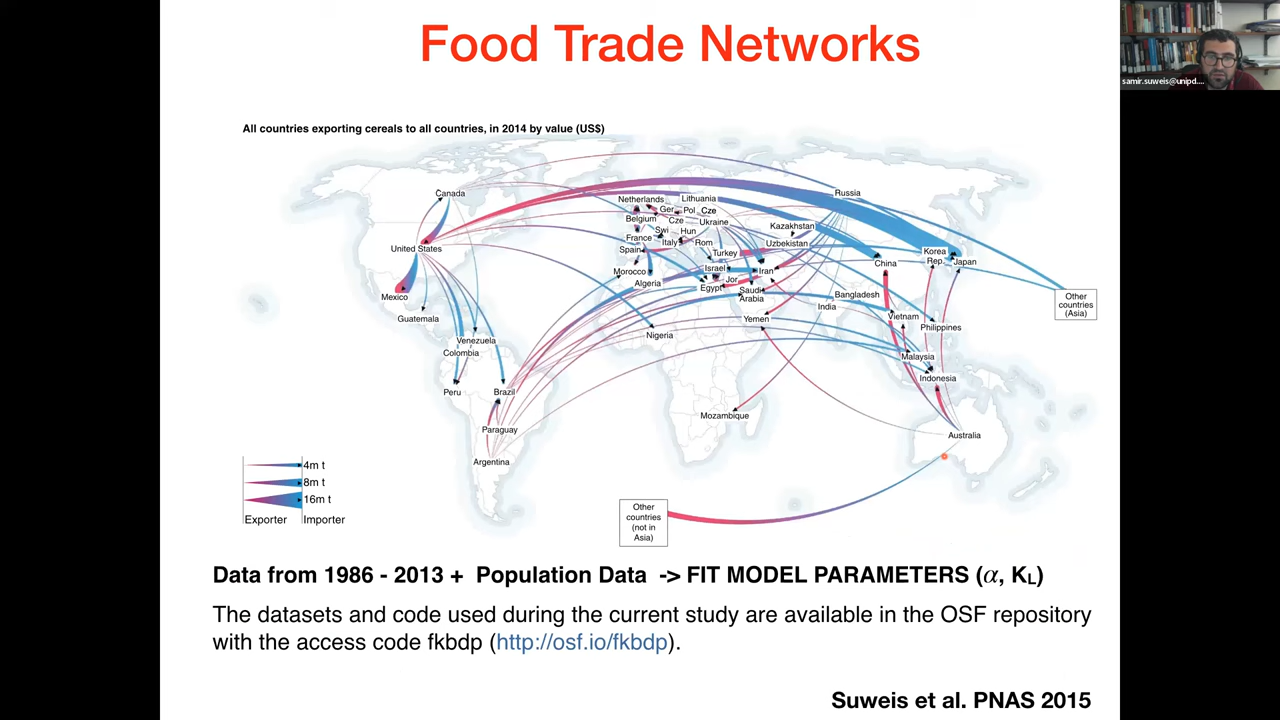 Food Trade Networks
samir.suweis@unipd....
All countries exporting cereals to all countries, in 2014 by value (US$)
Canada
Russia
Netherlands
Lithuania
Ger
Pol
Cze
Belgium
Cze
Ukraine
Kazakhstan
France
Swi
Hun
United States
Spain
Italy
Rom
Uzbekistan
Turkey
Korea
Rep.
Japan
China
Morocco
Israel
Iran
Algeria
Jor
Egypt
Saudi
Arabia
Mexico
Bangladesh
India
Other
countries
(Asia)
Guatemala
Yemen
Vietnam
Philippines
Venezuela
Nigeria
Colombia
Malaysia
Indonesia
Peru
Brazil
Mozambique
Paraguay
Australia
Argentina
4m t
8m t
16m t
Exporter Importer
Other
countries
(not in
Asia)
Data from 1986 - 2013 + Population Data -> FIT MODEL PARAMETERS (α, KL)
The datasets and code used during the current study are available in the OSF repository
with the access code fkbdp (http://osf.io/fkbdp).
Suweis et al. PNAS 2015